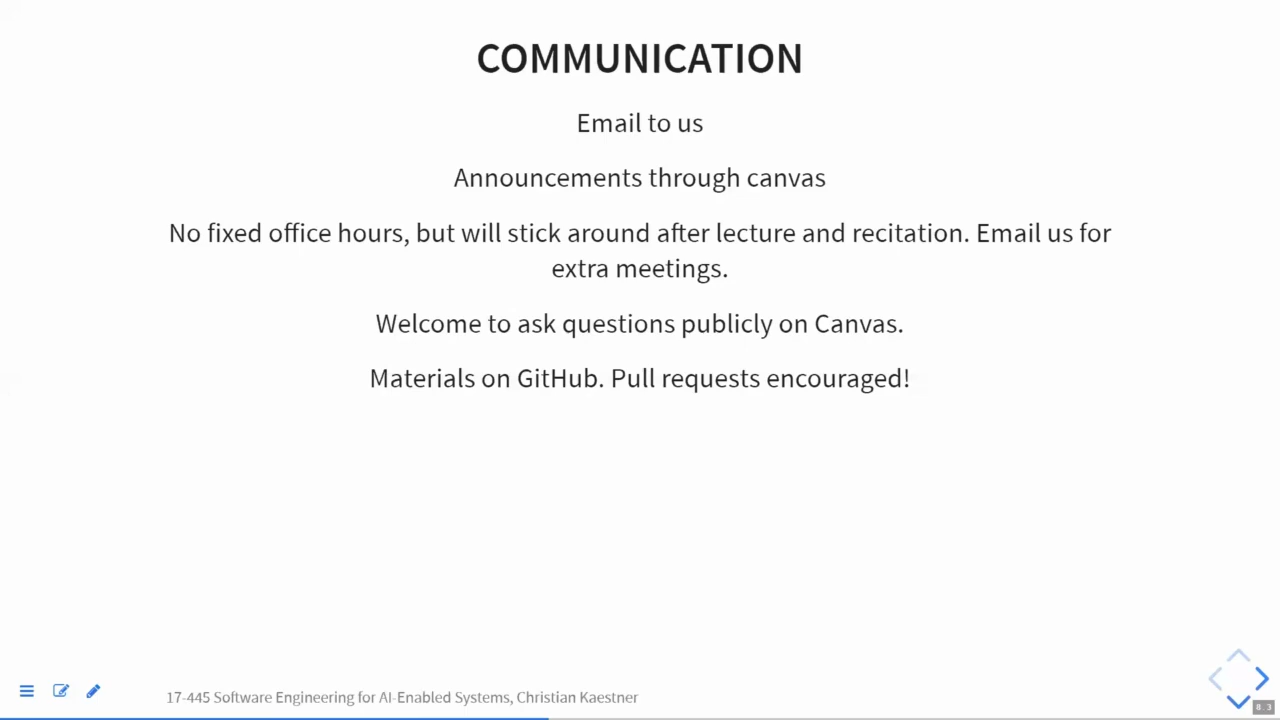 COMMUNICATION
Email to us
Announcements through canvas
No fixed office hours, but will stick around after lecture and recitation. Email us for
extra meetings.
Welcome to ask questions publicly on Canvas.
Materials on GitHub. Pull requests encouraged!
17-445 Software Engineering for AI-Enabled Systems, Christian Kaestner
8.3